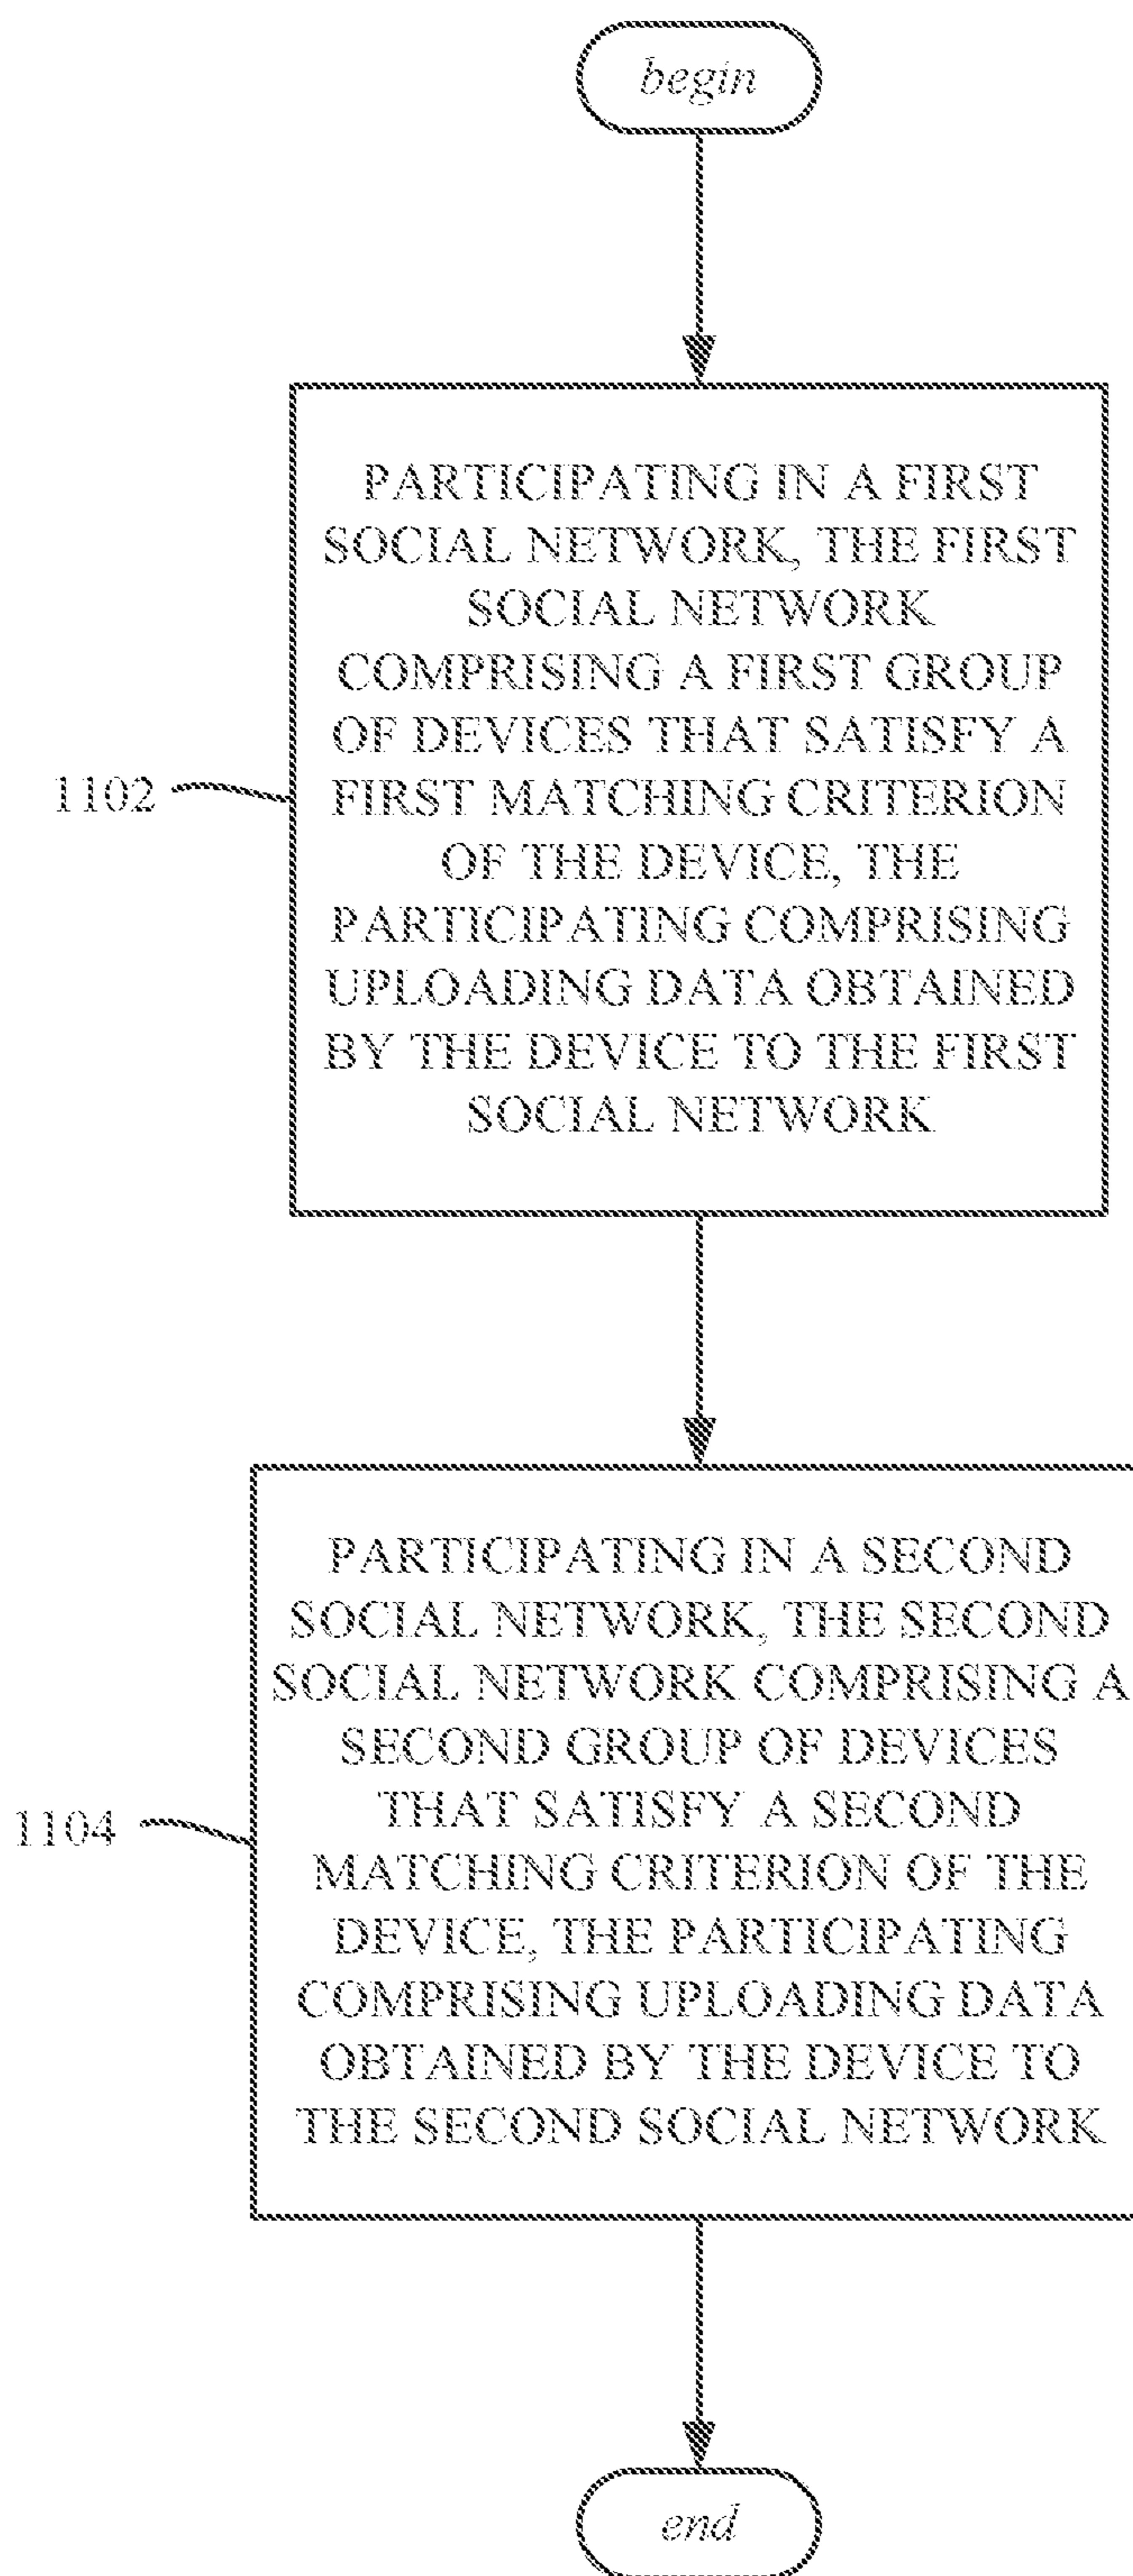 begin
PARTICIPATING IN A FIRST
SOCIAL NETWORK, THE FIRST
SOCIAL NETWORK
COMPRISING A FIRST GROUP
OF DEVICES THAT SATISFY A
FIRST MATCHING CRITERION
OF THE DEVICE, THE
PARTICIPATING COMPRISING
UPLOADING DATA OBTAINED
BY THE DEVICE TO THE FIRST
SOCIAL NETWORK
1102
PARTICIPATING IN A SECOND
SOCIAL NETWORK, THE SECOND
SOCIAL NETWORK COMPRISING A
SECOND GROUP OF DEVICES
THAT SATISFY A SECOND
MATCHING CRITERION OF THE
DEVICE, THE PARTICIPATING
COMPRISING UPLOADING DATA
OBTAINED BY THE DEVICE TO
THE SECOND SOCIAL NETWORK
1104
end